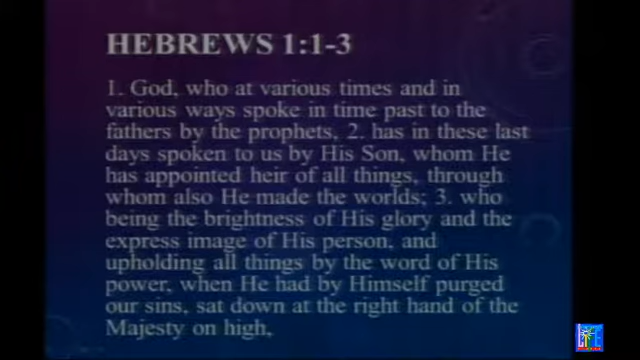 HEBREWS 1:1-3
1. God, who at various times and in
various ways spoke in time past to the
fathers by the prophets, 2. has in these last
days spoken to us by His Son, whom He
has appointed heir of all things, through
whom also He made the worlds; 3. who
being the brightness of His glory and the
express image of His person, and
upholding all things by the word of His
power, when He had by Himself purged
our sins, sat down at the right hand of the
Majesty on high,